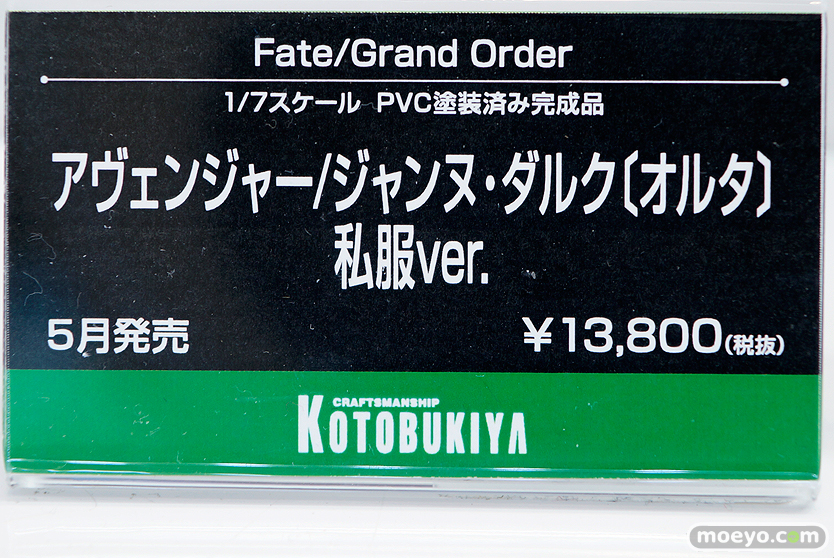 Fate/Grand Order
1/7スケール PVC塗装済み完成品
アヴェンジャー/ジャンヌ・ダルク〔オルタ〕
私服ver.
5月発売 ￥13,800(税抜)
CRAFTSMANSHIP
KOTOBUKIYA
moeyo.com